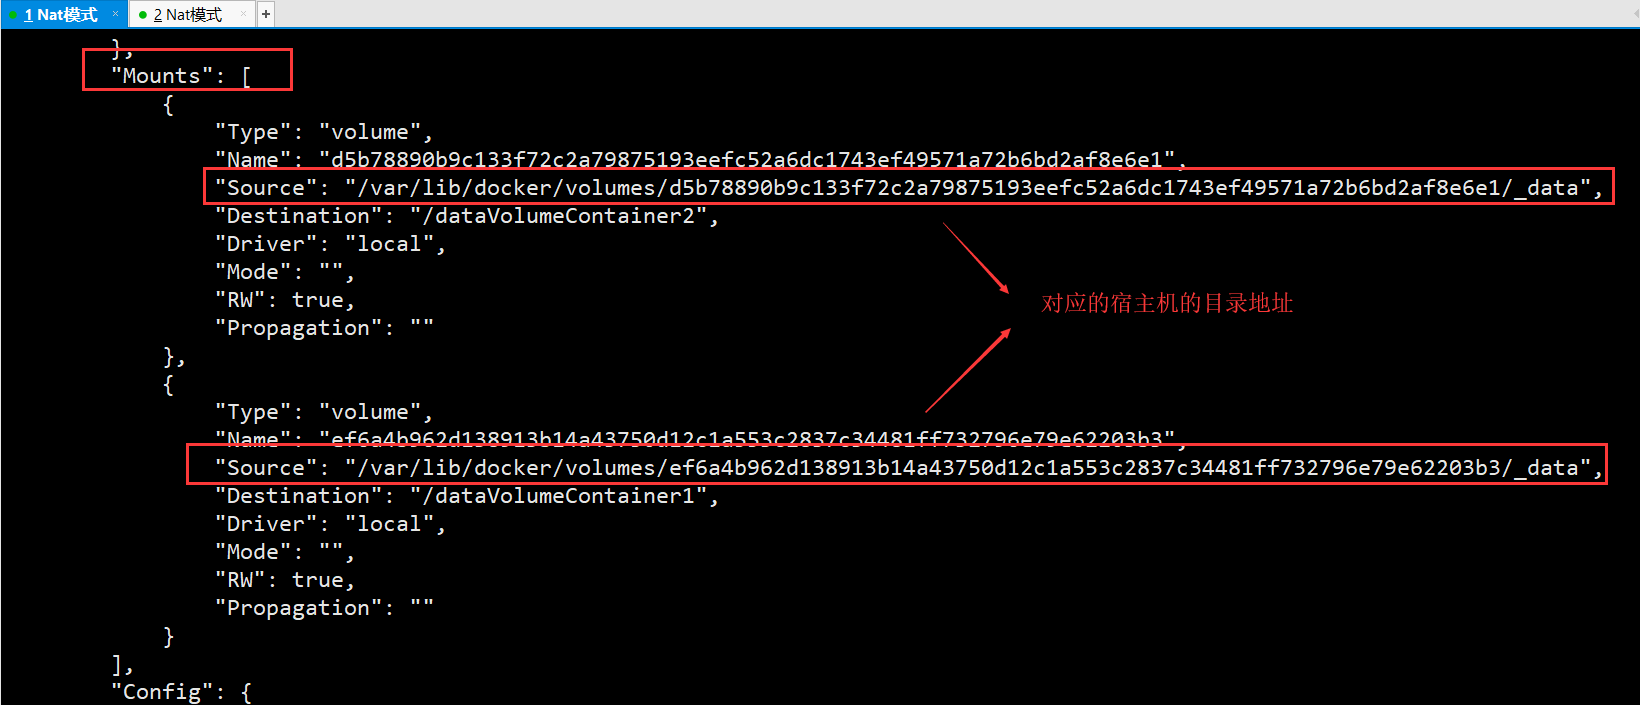 1 Nat模式 × 2 Nat模式 × +
},
"Mounts": [
{
"Type": "volume",
"Name": "d5b78890b9c133f72c2a79875193eefc52a6dc1743ef49571a72b6bd2af8e6e1",
"Source": "/var/lib/docker/volumes/d5b78890b9c133f72c2a79875193eefc52a6dc1743ef49571a72b6bd2af8e6e1/_data",
"Destination": "/dataVolumeContainer2",
"Driver": "local",
"Mode": "",
"RW": true,
对应的宿主机的目录地址
"Propagation": ""
},
{
"Type": "volume",
"Name": "ef6a4b962d138913b14a43750d12c1a553c2837c34481ff732796e79e62203b3",
"Source": "/var/lib/docker/volumes/ef6a4b962d138913b14a43750d12c1a553c2837c34481ff732796e79e62203b3/_data",
"Destination": "/dataVolumeContainer1",
"Driver": "local",
"Mode": "",
"RW": true,
"Propagation": ""
}
],
"Config": {